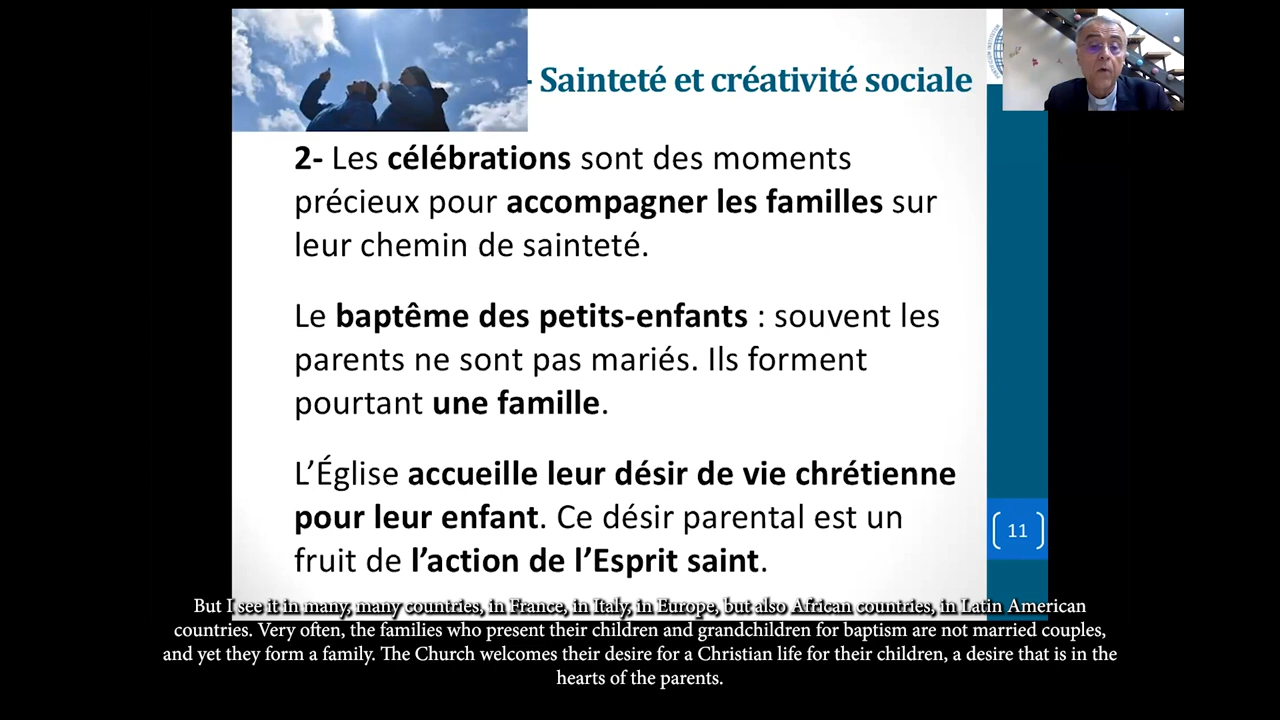 - Sainteté et créativité sociale
2- Les célébrations sont des moments
précieux pour accompagner les familles sur
leur chemin de sainteté.
Le baptême des petits-enfants : souvent les
parents ne sont pas mariés. Ils forment
pourtant une famille.
L’Église accueille leur désir de vie chrétienne
pour leur enfant. Ce désir parental est un
fruit de l’action de l’Esprit saint.
11
But I see it in many, many countries, in France, in Italy, in Europe, but also African countries, in Latin American
countries. Very often, the families who present their children and grandchildren for baptism are not married couples,
and yet they form a family. The Church welcomes their desire for a Christian life for their children, a desire that is in the
hearts of the parents.